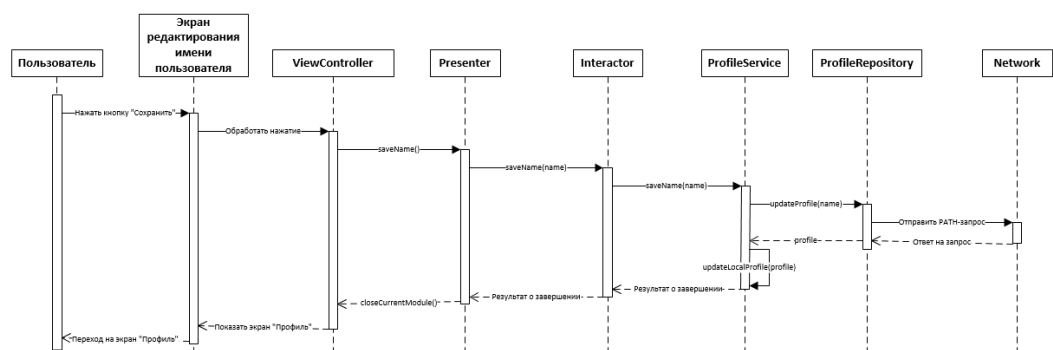 Экран
редактирования
имени
пользователя
Пользователь
ViewController
Presenter
Interactor
ProfileService
ProfileRepository
Network
Нажать кнопку "Сохранить"
Обработать нажатие
saveName()
saveName(name)
saveName(name)
updateProfile(name)
Отправить PATH-запрос
Ответ на запрос
profile
updateLocalProfile(profile)
Результат о завершении
Результат о завершении
closeCurrentModule()
Показать экран "Профиль"
Переход на экран "Профиль"